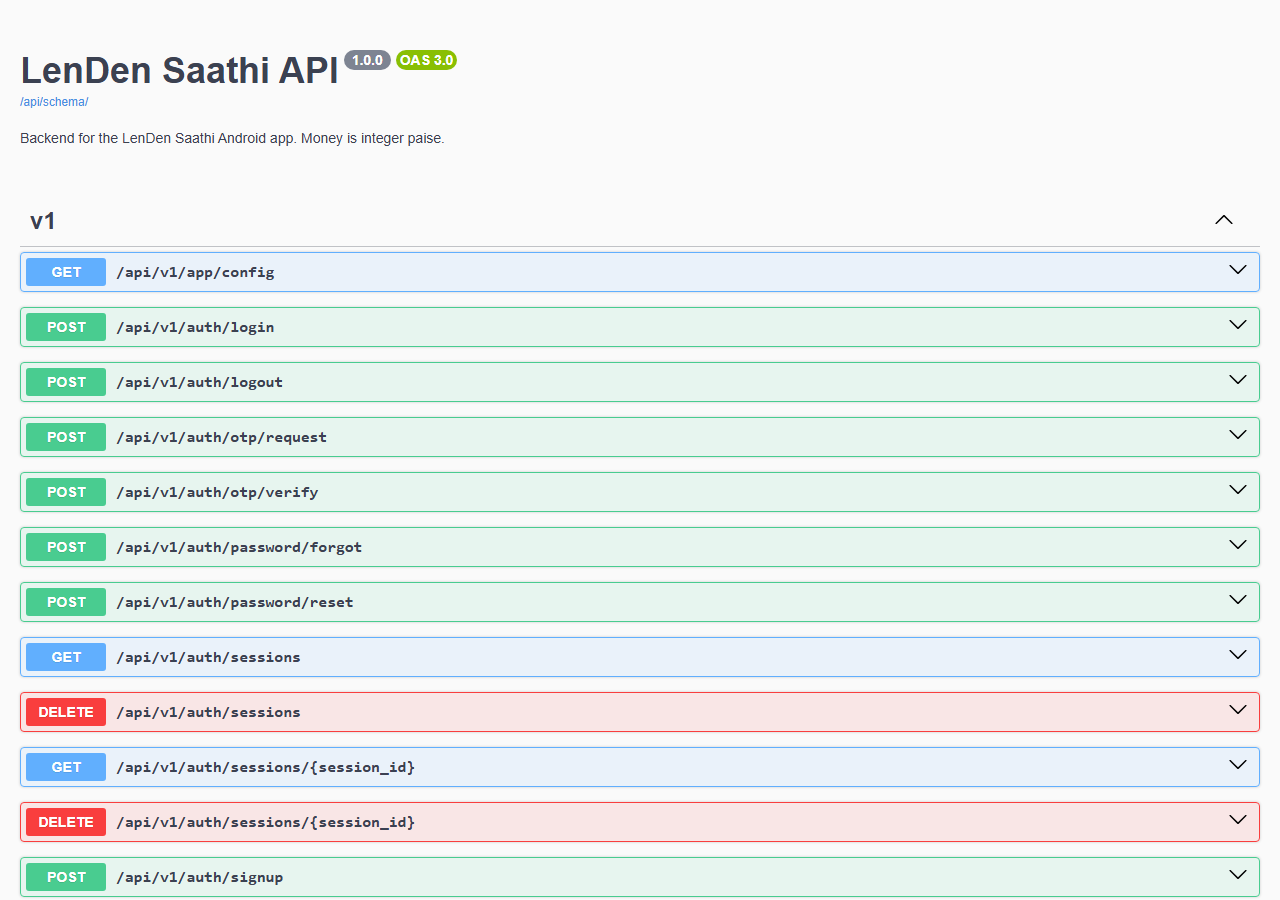 LenDen Saathi API 1.0.0 OAS 3.0
/api/schema/
Backend for the LenDen Saathi Android app. Money is integer paise.
v1
GET /api/v1/app/config
POST /api/v1/auth/login
POST /api/v1/auth/logout
POST /api/v1/auth/otp/request
POST /api/v1/auth/otp/verify
POST /api/v1/auth/password/forgot
POST /api/v1/auth/password/reset
GET /api/v1/auth/sessions
DELETE /api/v1/auth/sessions
GET /api/v1/auth/sessions/{session_id}
DELETE /api/v1/auth/sessions/{session_id}
POST /api/v1/auth/signup